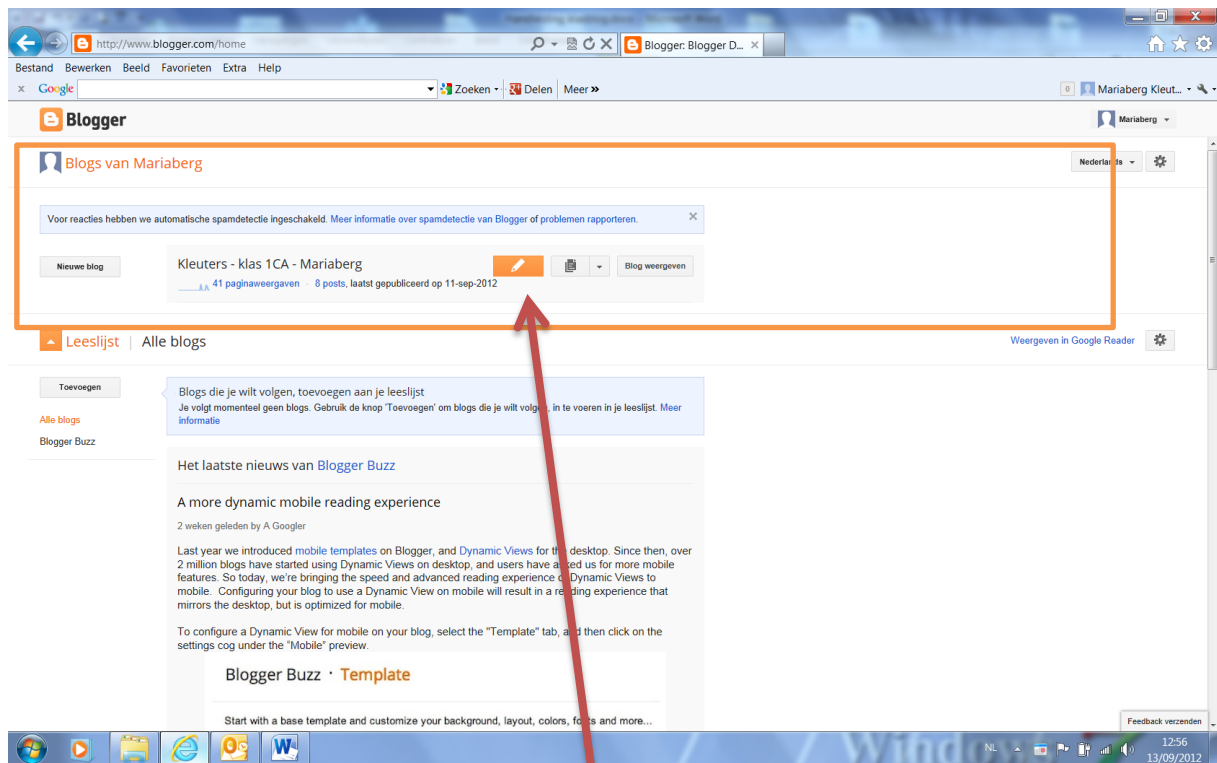 http://www.blogger.com/home
Blogger: Blogger D...
Bestand Bewerken Beeld Favorieten Extra Help
x Google Zoeken Delen Meer »
0 Mariaberg Kleut...
Blogger
Mariaberg
Blogs van Mariaberg
Nederlands
Voor reacties hebben we automatische spamdetectie ingeschakeld. Meer informatie over spamdetectie van Blogger of problemen rapporteren.
Nieuwe blog
Kleuters - klas 1CA - Mariaberg
Blog weergeven
41 paginaweergaven · 8 posts, laatst gepubliceerd op 11-sep-2012
Leeslijst | Alle blogs
Weergeven in Google Reader
Toevoegen
Alle blogs
Blogger Buzz
Blogs die je wilt volgen, toevoegen aan je leeslijst
Je volgt momenteel geen blogs. Gebruik de knop 'Toevoegen' om blogs die je wilt volgen, in te voeren in je leeslijst. Meer
informatie
Het laatste nieuws van Blogger Buzz
A more dynamic mobile reading experience
2 weken geleden by A Googler
Last year we introduced mobile templates on Blogger, and Dynamic Views for the desktop. Since then, over
2 million blogs have started using Dynamic Views on desktop, and users have asked us for more mobile
features. So today, we're bringing the speed and advanced reading experience of Dynamic Views to
mobile. Configuring your blog to use a Dynamic View on mobile will result in a reading experience that
mirrors the desktop, but is optimized for mobile.
To configure a Dynamic View for mobile on your blog, select the "Template" tab, and then click on the
settings cog under the "Mobile" preview.
Blogger Buzz · Template
Start with a base template and customize your background, layout, colors, fonts and more...
Feedback verzenden
NL
12:56
13/09/2012